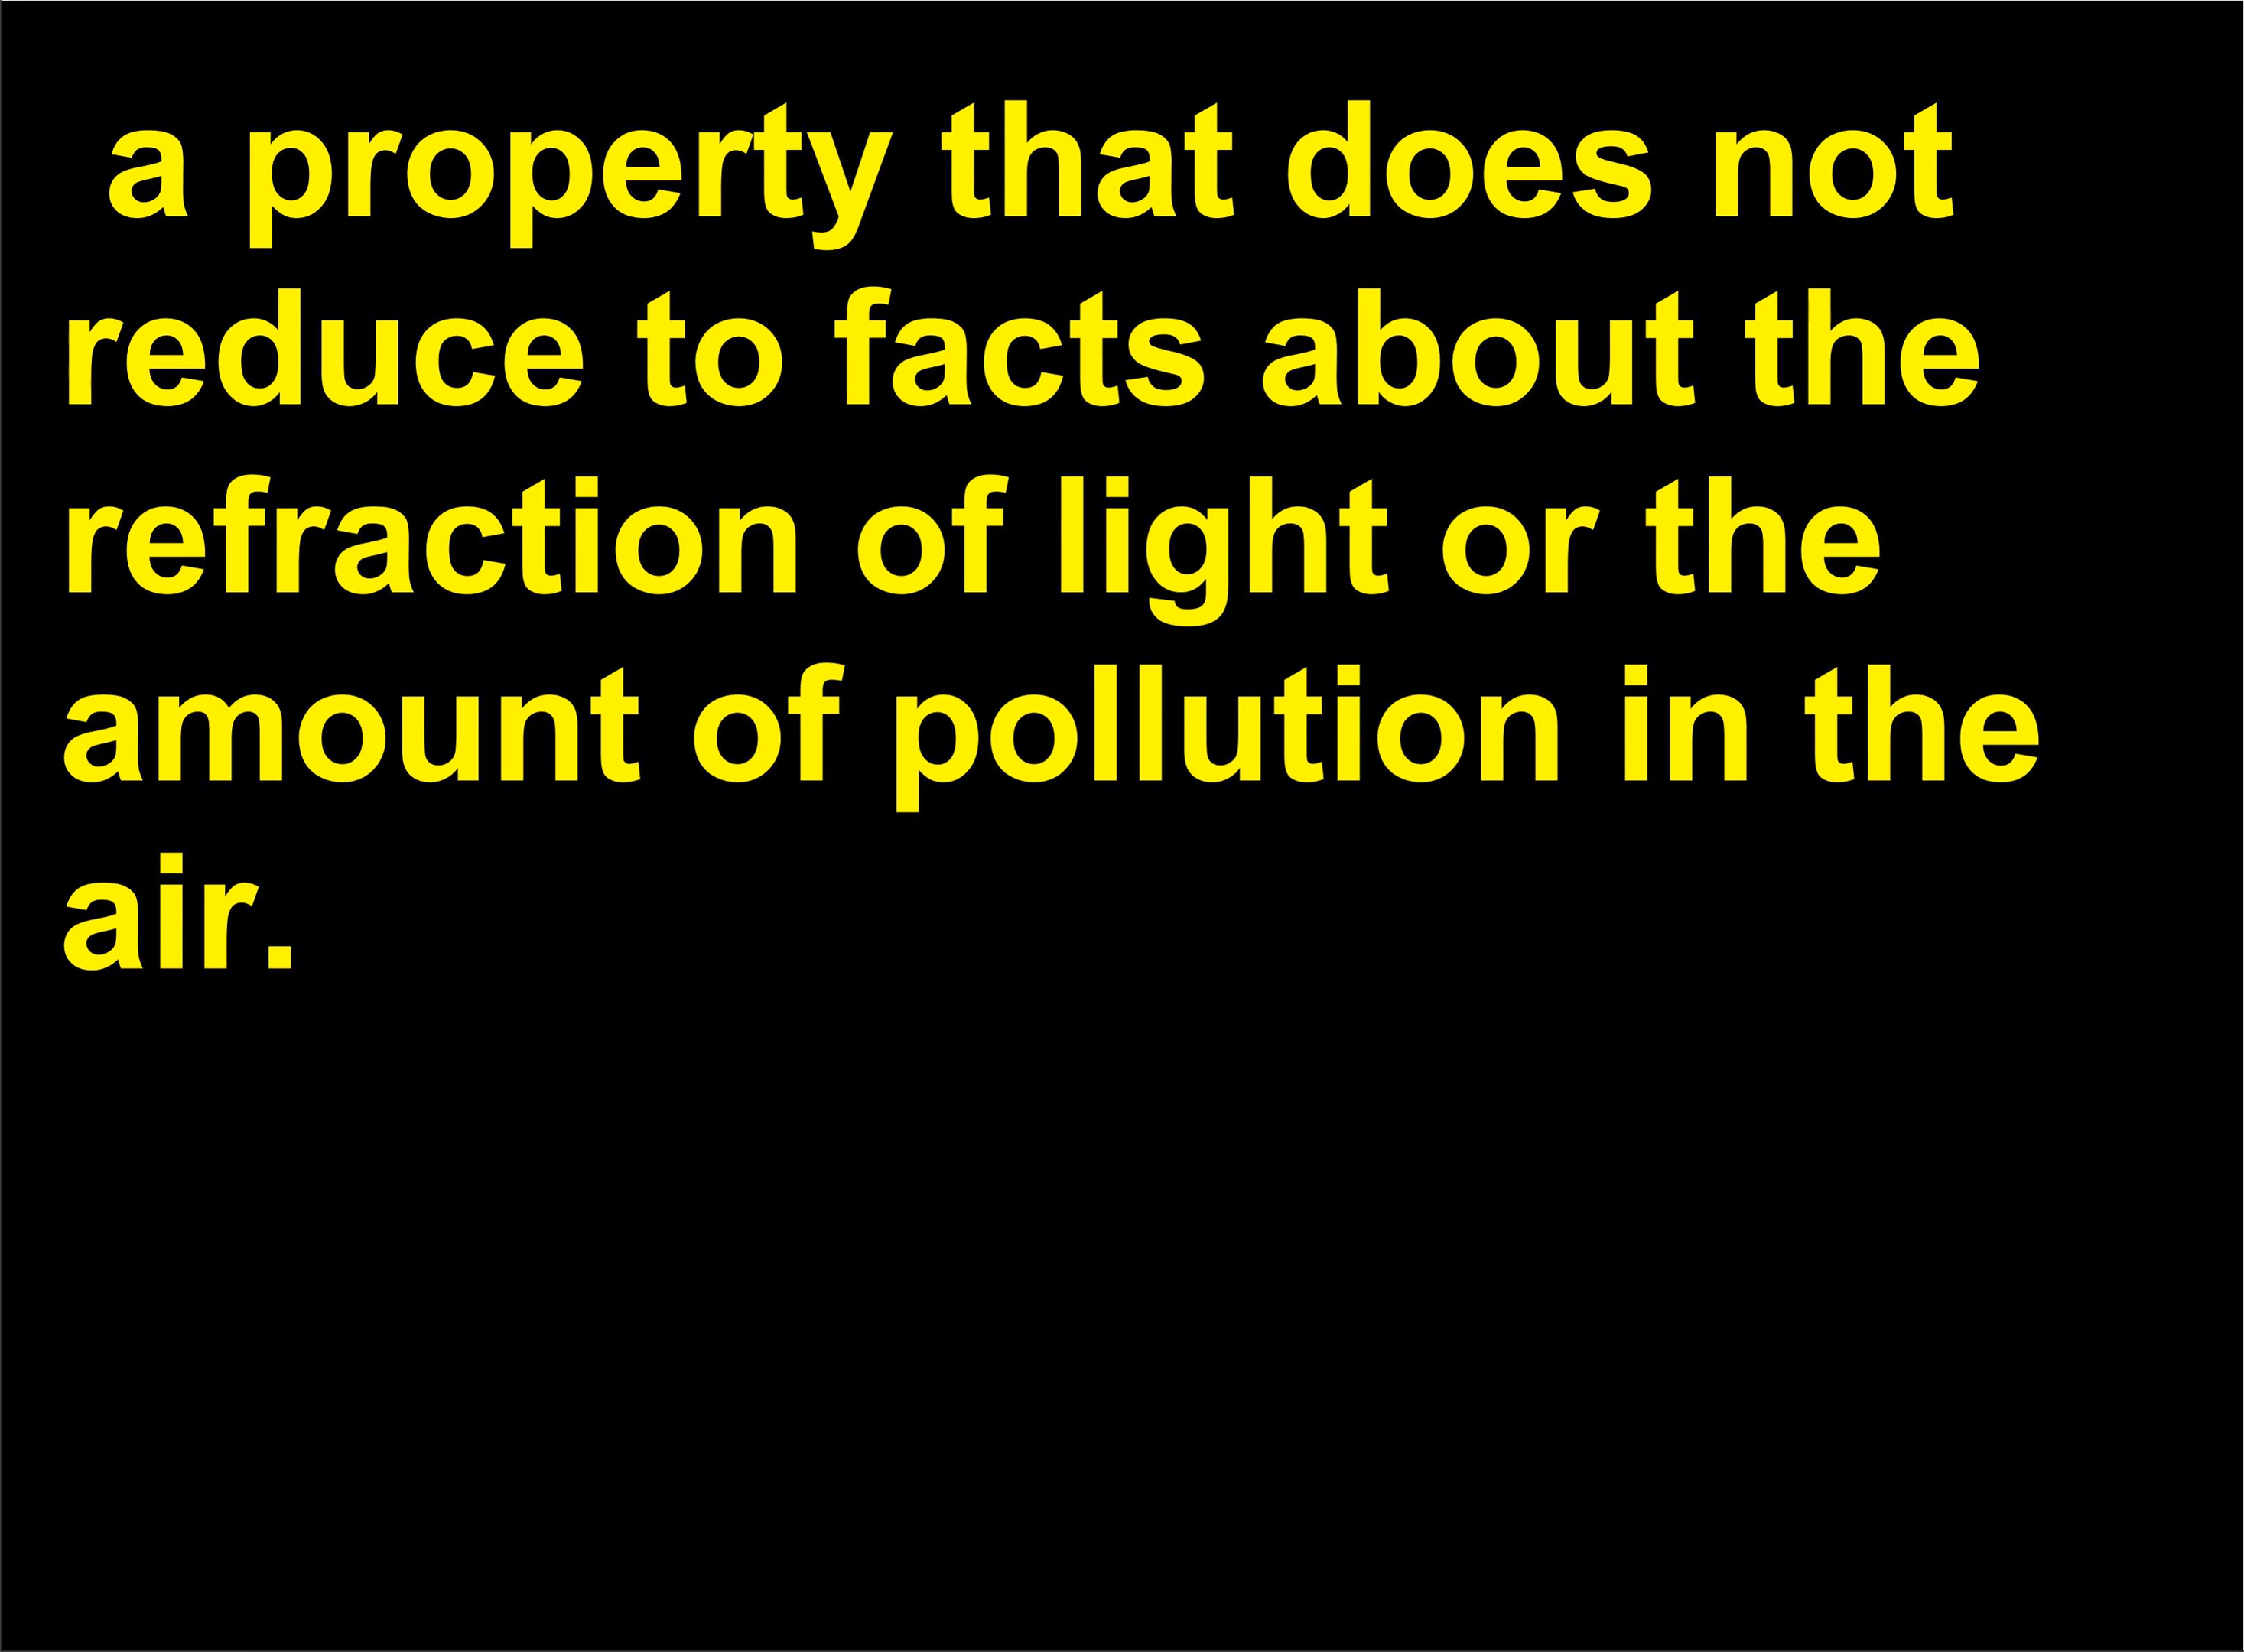 a property that does not
reduce to facts about the
refraction of light or the
amount of pollution in the
air.